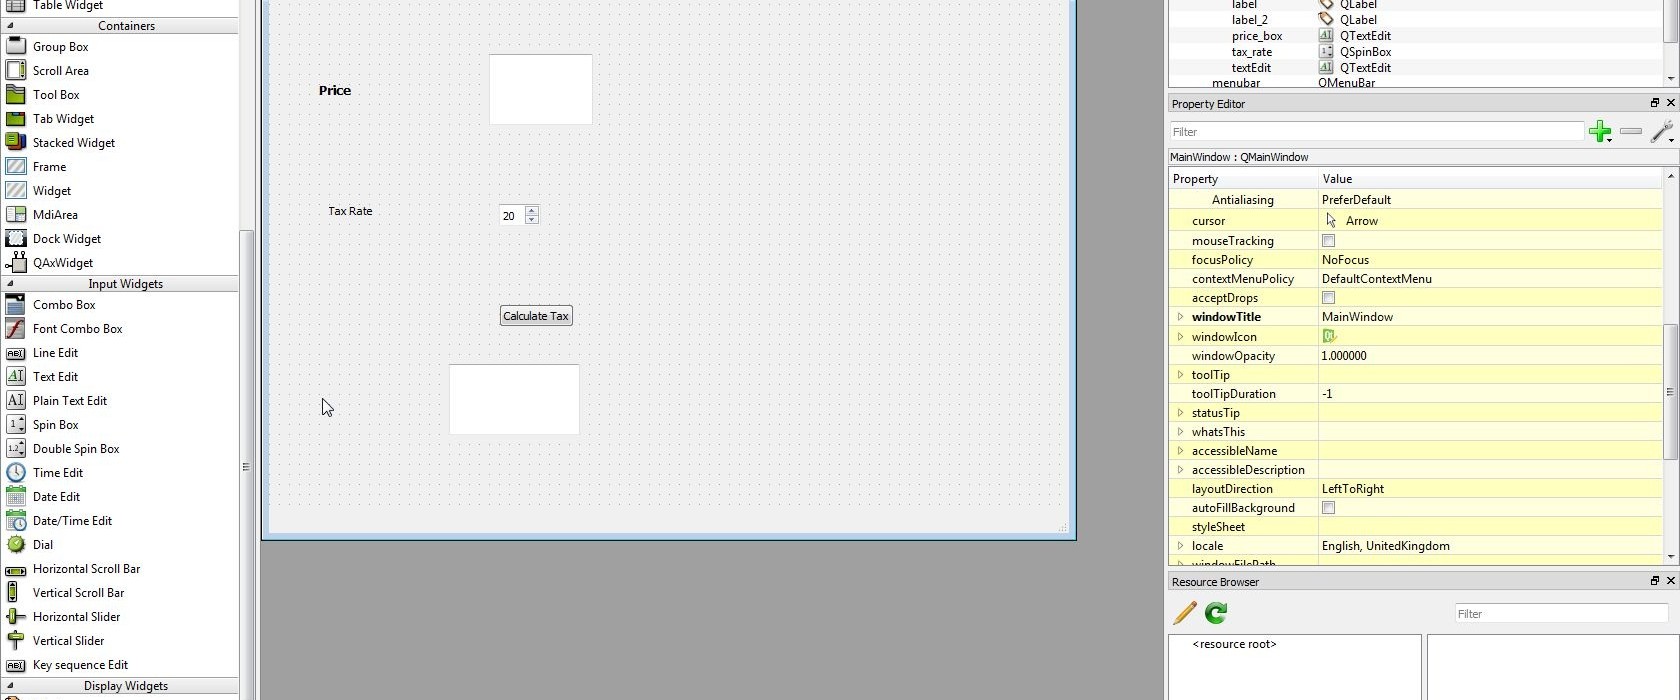 Table Widget
Containers
Group Box
Scroll Area
Tool Box
Tab Widget
Stacked Widget
Frame
Widget
MdiArea
Dock Widget
QAxWidget
Input Widgets
Combo Box
Font Combo Box
Line Edit
Text Edit
Plain Text Edit
Spin Box
Double Spin Box
Time Edit
Date Edit
Date/Time Edit
Dial
Horizontal Scroll Bar
Vertical Scroll Bar
Horizontal Slider
Vertical Slider
Key sequence Edit
Display Widgets
Price
Tax Rate
20
Calculate Tax
label QLabel
label_2 QLabel
price_box QTextEdit
tax_rate QSpinBox
textEdit QTextEdit
menubar QMenuBar
Property Editor
Filter
MainWindow : QMainWindow
Property Value
Antialiasing PreferDefault
cursor Arrow
mouseTracking
focusPolicy NoFocus
contextMenuPolicy DefaultContextMenu
acceptDrops
windowTitle MainWindow
windowIcon
windowOpacity 1.000000
toolTip
toolTipDuration -1
statusTip
whatsThis
accessibleName
accessibleDescription
layoutDirection LeftToRight
autoFillBackground
styleSheet
locale English, UnitedKingdom
windowFilePath
Resource Browser
Filter
<resource root>